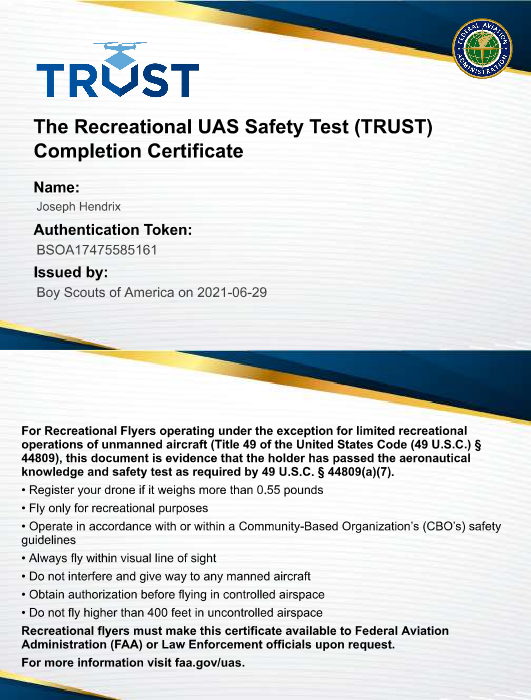 FEDERAL AVIATION
ADMINISTRATION
TRUST
The Recreational UAS Safety Test (TRUST)
Completion Certificate
Name:
Joseph Hendrix
Authentication Token:
BSOA17475585161
Issued by:
Boy Scouts of America on 2021-06-29
For Recreational Flyers operating under the exception for limited recreational
operations of unmanned aircraft (Title 49 of the United States Code (49 U.S.C.) §
44809), this document is evidence that the holder has passed the aeronautical
knowledge and safety test as required by 49 U.S.C. § 44809(a)(7).
• Register your drone if it weighs more than 0.55 pounds
• Fly only for recreational purposes
• Operate in accordance with or within a Community-Based Organization's (CBO's) safety
guidelines
• Always fly within visual line of sight
• Do not interfere and give way to any manned aircraft
• Obtain authorization before flying in controlled airspace
• Do not fly higher than 400 feet in uncontrolled airspace
Recreational flyers must make this certificate available to Federal Aviation
Administration (FAA) or Law Enforcement officials upon request.
For more information visit faa.gov/uas.